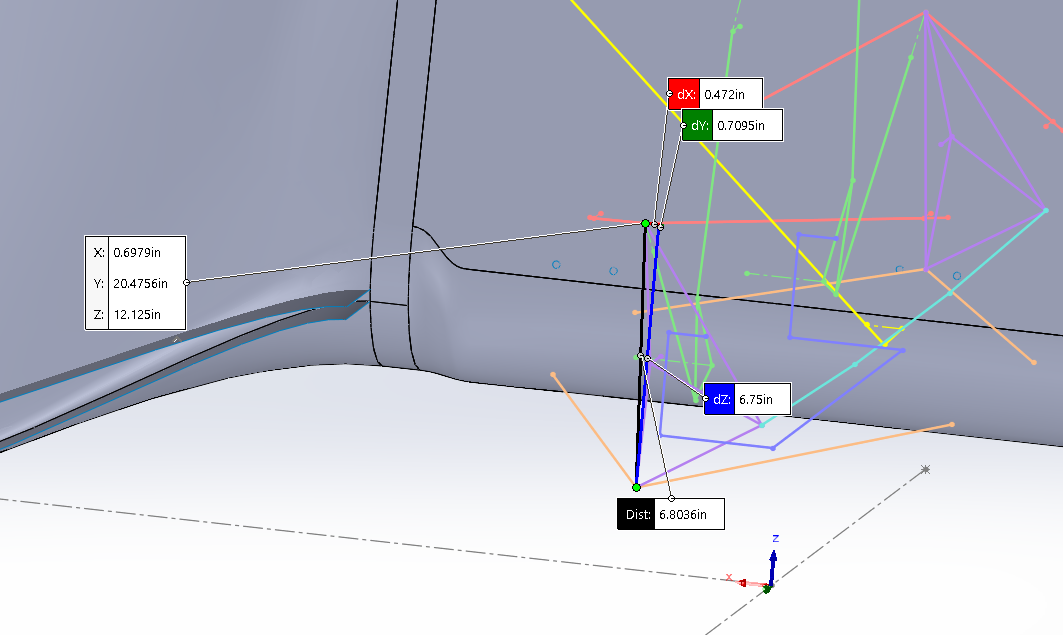 dX: 0.472in
dY: 0.7095in
X: 0.6979in
Y: 20.4756in
Z: 12.125in
dZ: 6.75in
Dist: 6.8036in
z
x